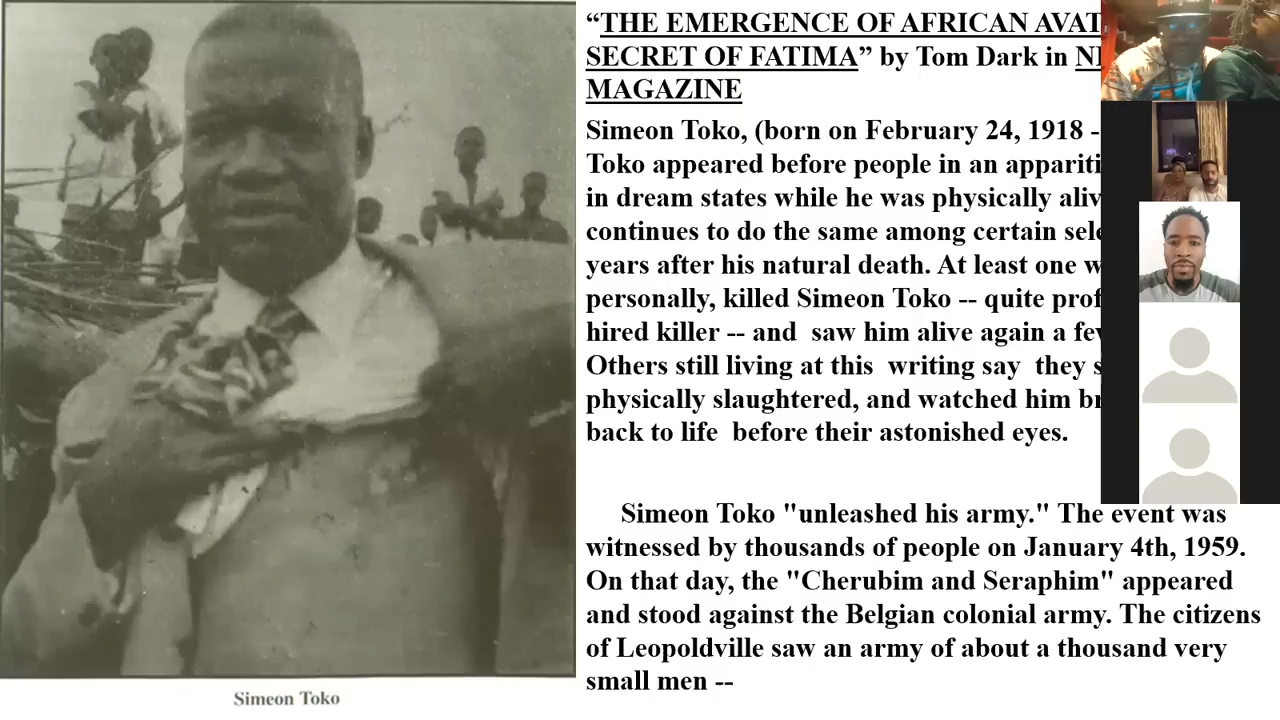 “THE EMERGENCE OF AFRICAN
SECRET OF FATIMA” by Tom Dark in
MAGAZINE
Simeon Toko, (born on February 24, 1918 -
Toko appeared before people in an
in dream states while he was physically
continues to do the same among certain
years after his natural death. At least one
personally, killed Simeon Toko -- quite
hired killer -- and saw him alive again a
Others still living at this writing say they
physically slaughtered, and watched him
back to life before their astonished eyes.
Simeon Toko "unleashed his army." The event was
witnessed by thousands of people on January 4th, 1959.
On that day, the "Cherubim and Seraphim" appeared
and stood against the Belgian colonial army. The citizens
of Leopoldville saw an army of about a thousand very
small men --
Simeon Toko